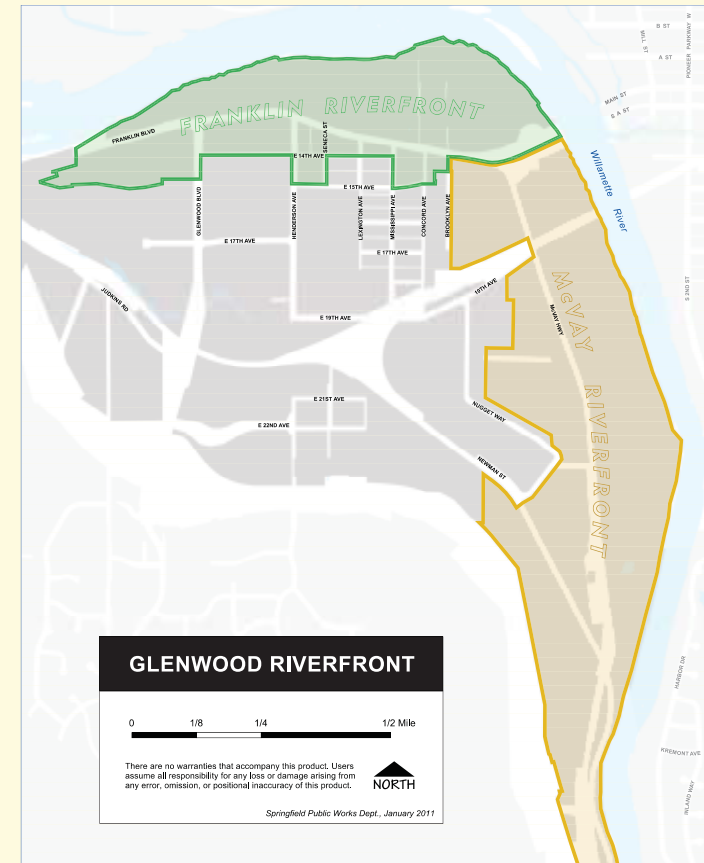 B ST
MILL ST
A ST
PIONEER PARKWAY W
MAIN ST
S A ST
FRANKLIN RIVERFRONT
FRANKLIN BLVD
SENECA ST
E 14TH AVE
Willamette River
E 15TH AVE
GLENWOOD BLVD
HENDERSON AVE
LEXINGTON AVE
MISSISSIPPI AVE
CONCORD AVE
BROOKLYN AVE
E 17TH AVE
E 17TH AVE
S 2ND ST
JUDKINS RD
19TH AVE
McVAY RIVERFRONT
McVAY HWY
E 19TH AVE
E 21ST AVE
NUGGET WAY
E 22ND AVE
NEWMAN ST
GLENWOOD RIVERFRONT
0 1/8 1/4 1/2 Mile
There are no warranties that accompany this product. Users
assume all responsibility for any loss or damage arising from
any error, omission, or positional inaccuracy of this product.
NORTH
Springfield Public Works Dept., January 2011
HARBOR DR
KREMONT AVE
INLAND WAY